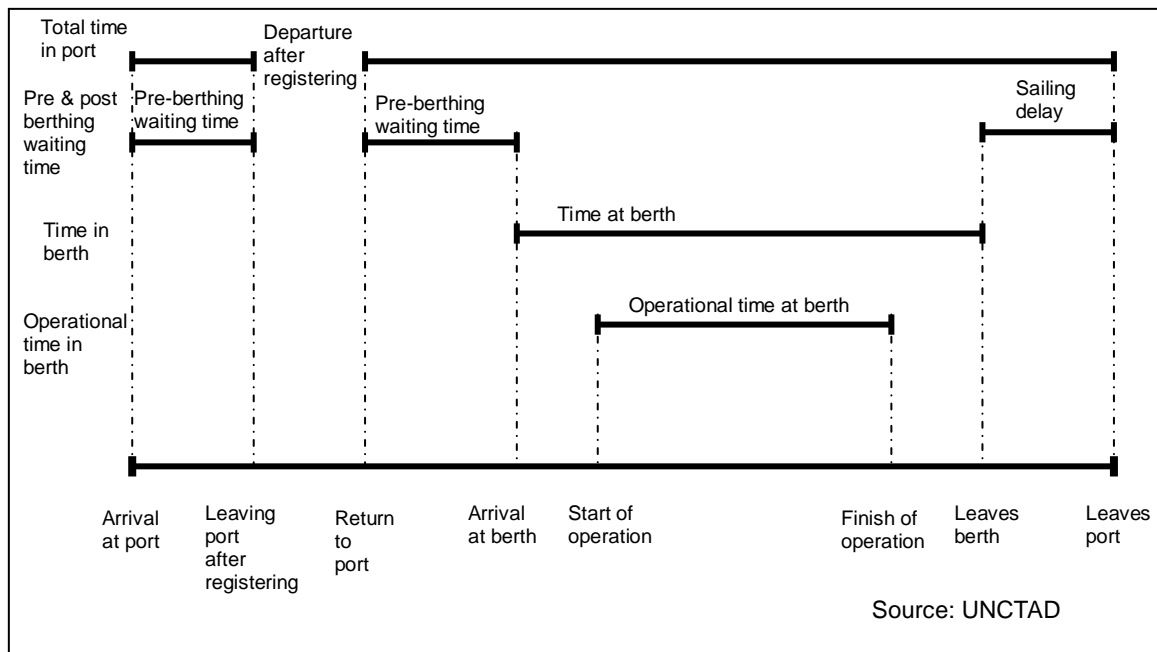 Total time
in port
Departure
after
registering
Pre & post
berthing
waiting
time
Pre-berthing
waiting time
Pre-berthing
waiting time
Sailing
delay
Time in
berth
Time at berth
Operational
time in
berth
Operational time at berth
Arrival
at port
Leaving
port
after
registering
Return
to
port
Arrival
at berth
Start of
operation
Finish of
operation
Leaves
berth
Leaves
port
Source: UNCTAD